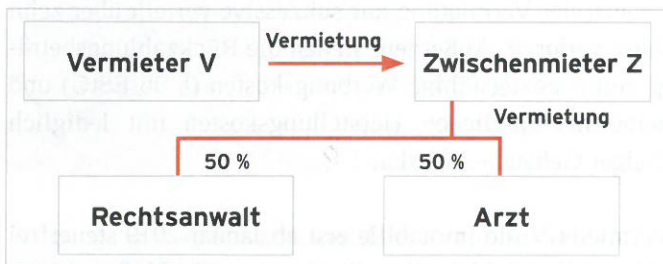 Vermietung
Vermieter V
Zwischenmieter Z
Vermietung
50 %
50 %
Rechtsanwalt
Arzt